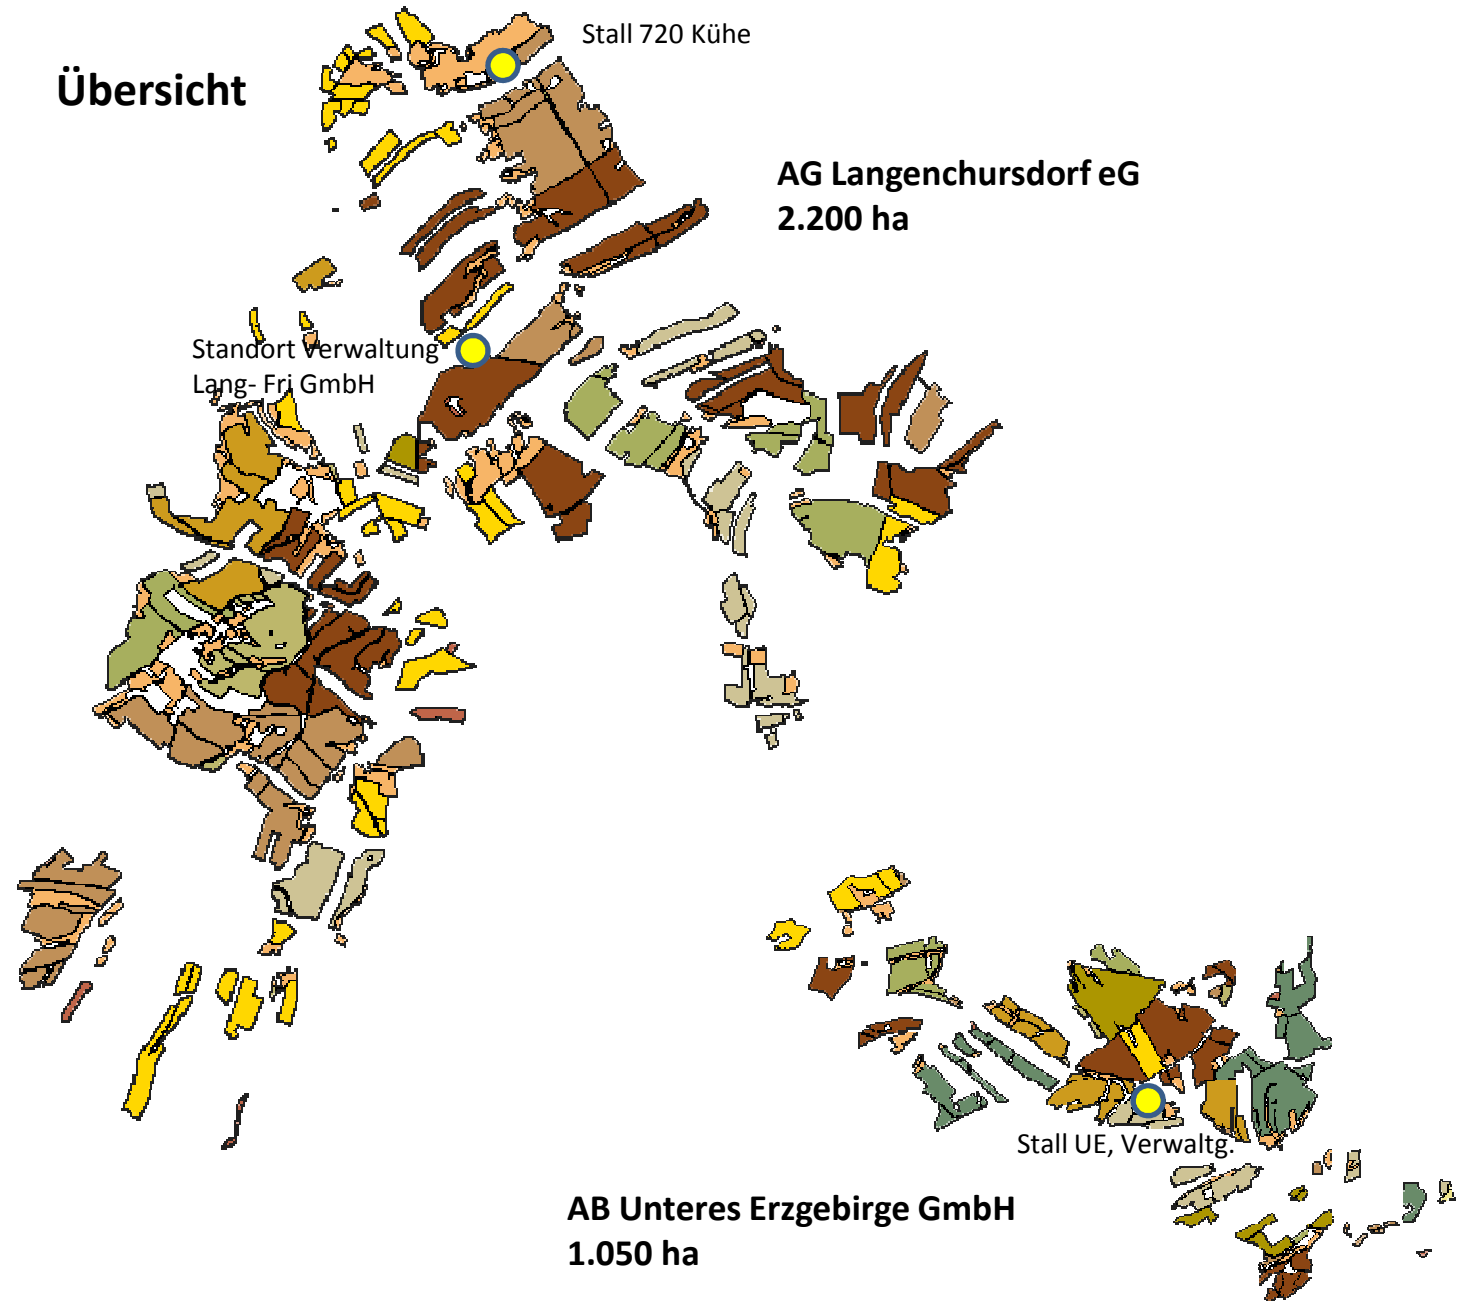 Stall 720 Kühe
Übersicht
AG Langenchursdorf eG
2.200 ha
Standort Verwaltung
Lang- Fri GmbH
Stall UE, Verwaltg.
AB Unteres Erzgebirge GmbH
1.050 ha